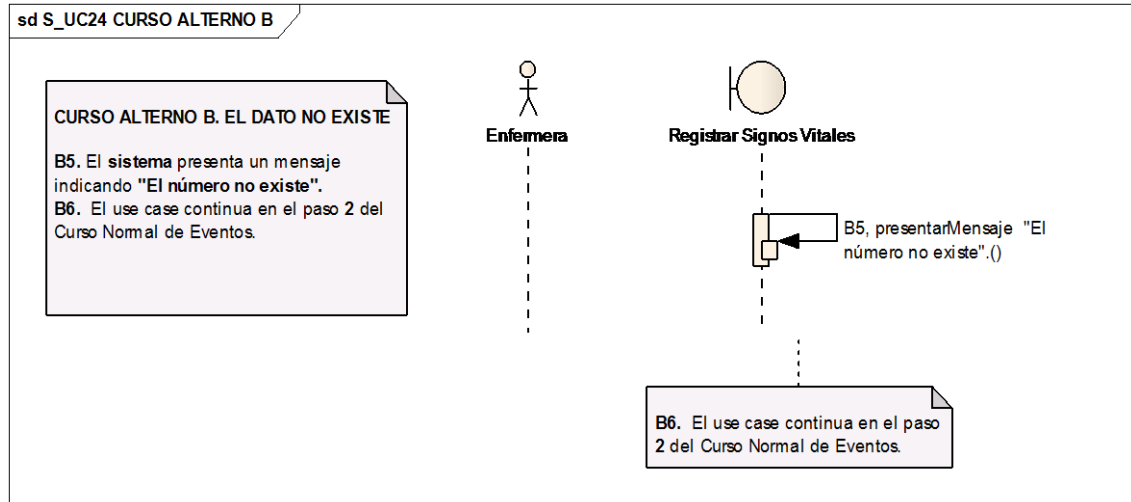 sd S_UC24 CURSO ALTERNO B
CURSO ALTERNO B. EL DATO NO EXISTE
B5. El sistema presenta un mensaje
indicando "El número no existe".
B6. El use case continua en el paso 2 del
Curso Normal de Eventos.
Enfermera
Registrar Signos Vitales
B5, presentarMensaje "El
número no existe".()
B6. El use case continua en el paso
2 del Curso Normal de Eventos.